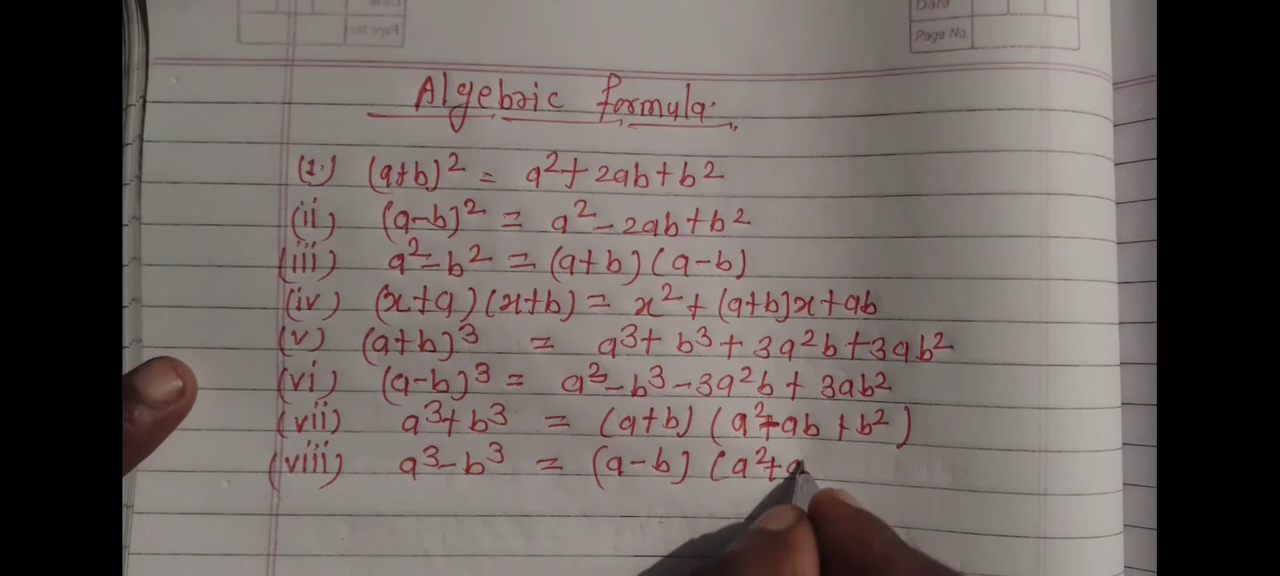 Date
Page No.
Algebric formula.
(1.) (a+b)² = a²+2ab+b²
(ii) (a-b)² = a²-2ab+b²
(iii) a²-b² = (a+b)(a-b)
(iv) (x+a)(x+b) = x²+(a+b)x+ab
(v) (a+b)³ = a³+b³+3a²b+3ab²
(vi) (a-b)³ = a³-b³-3a²b+3ab²
(vii) a³+b³ = (a+b)(a²+ab+b²)
(viii) a³-b³ = (a-b)(a²+a